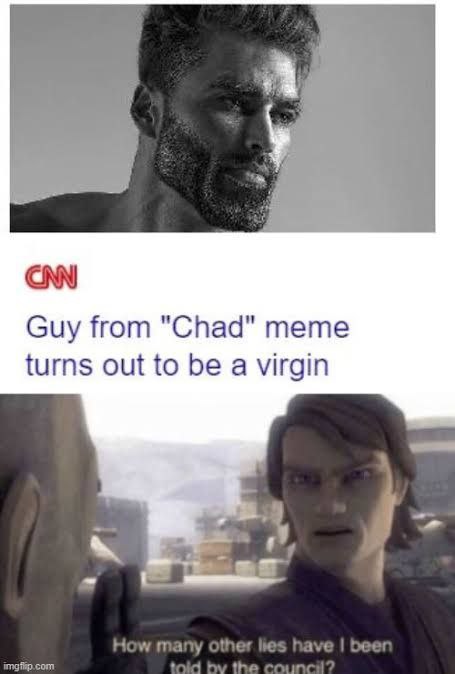 CNN
Guy from "Chad" meme
turns out to be a virgin
How many other lies have I been
told by the council?
imgflip.com